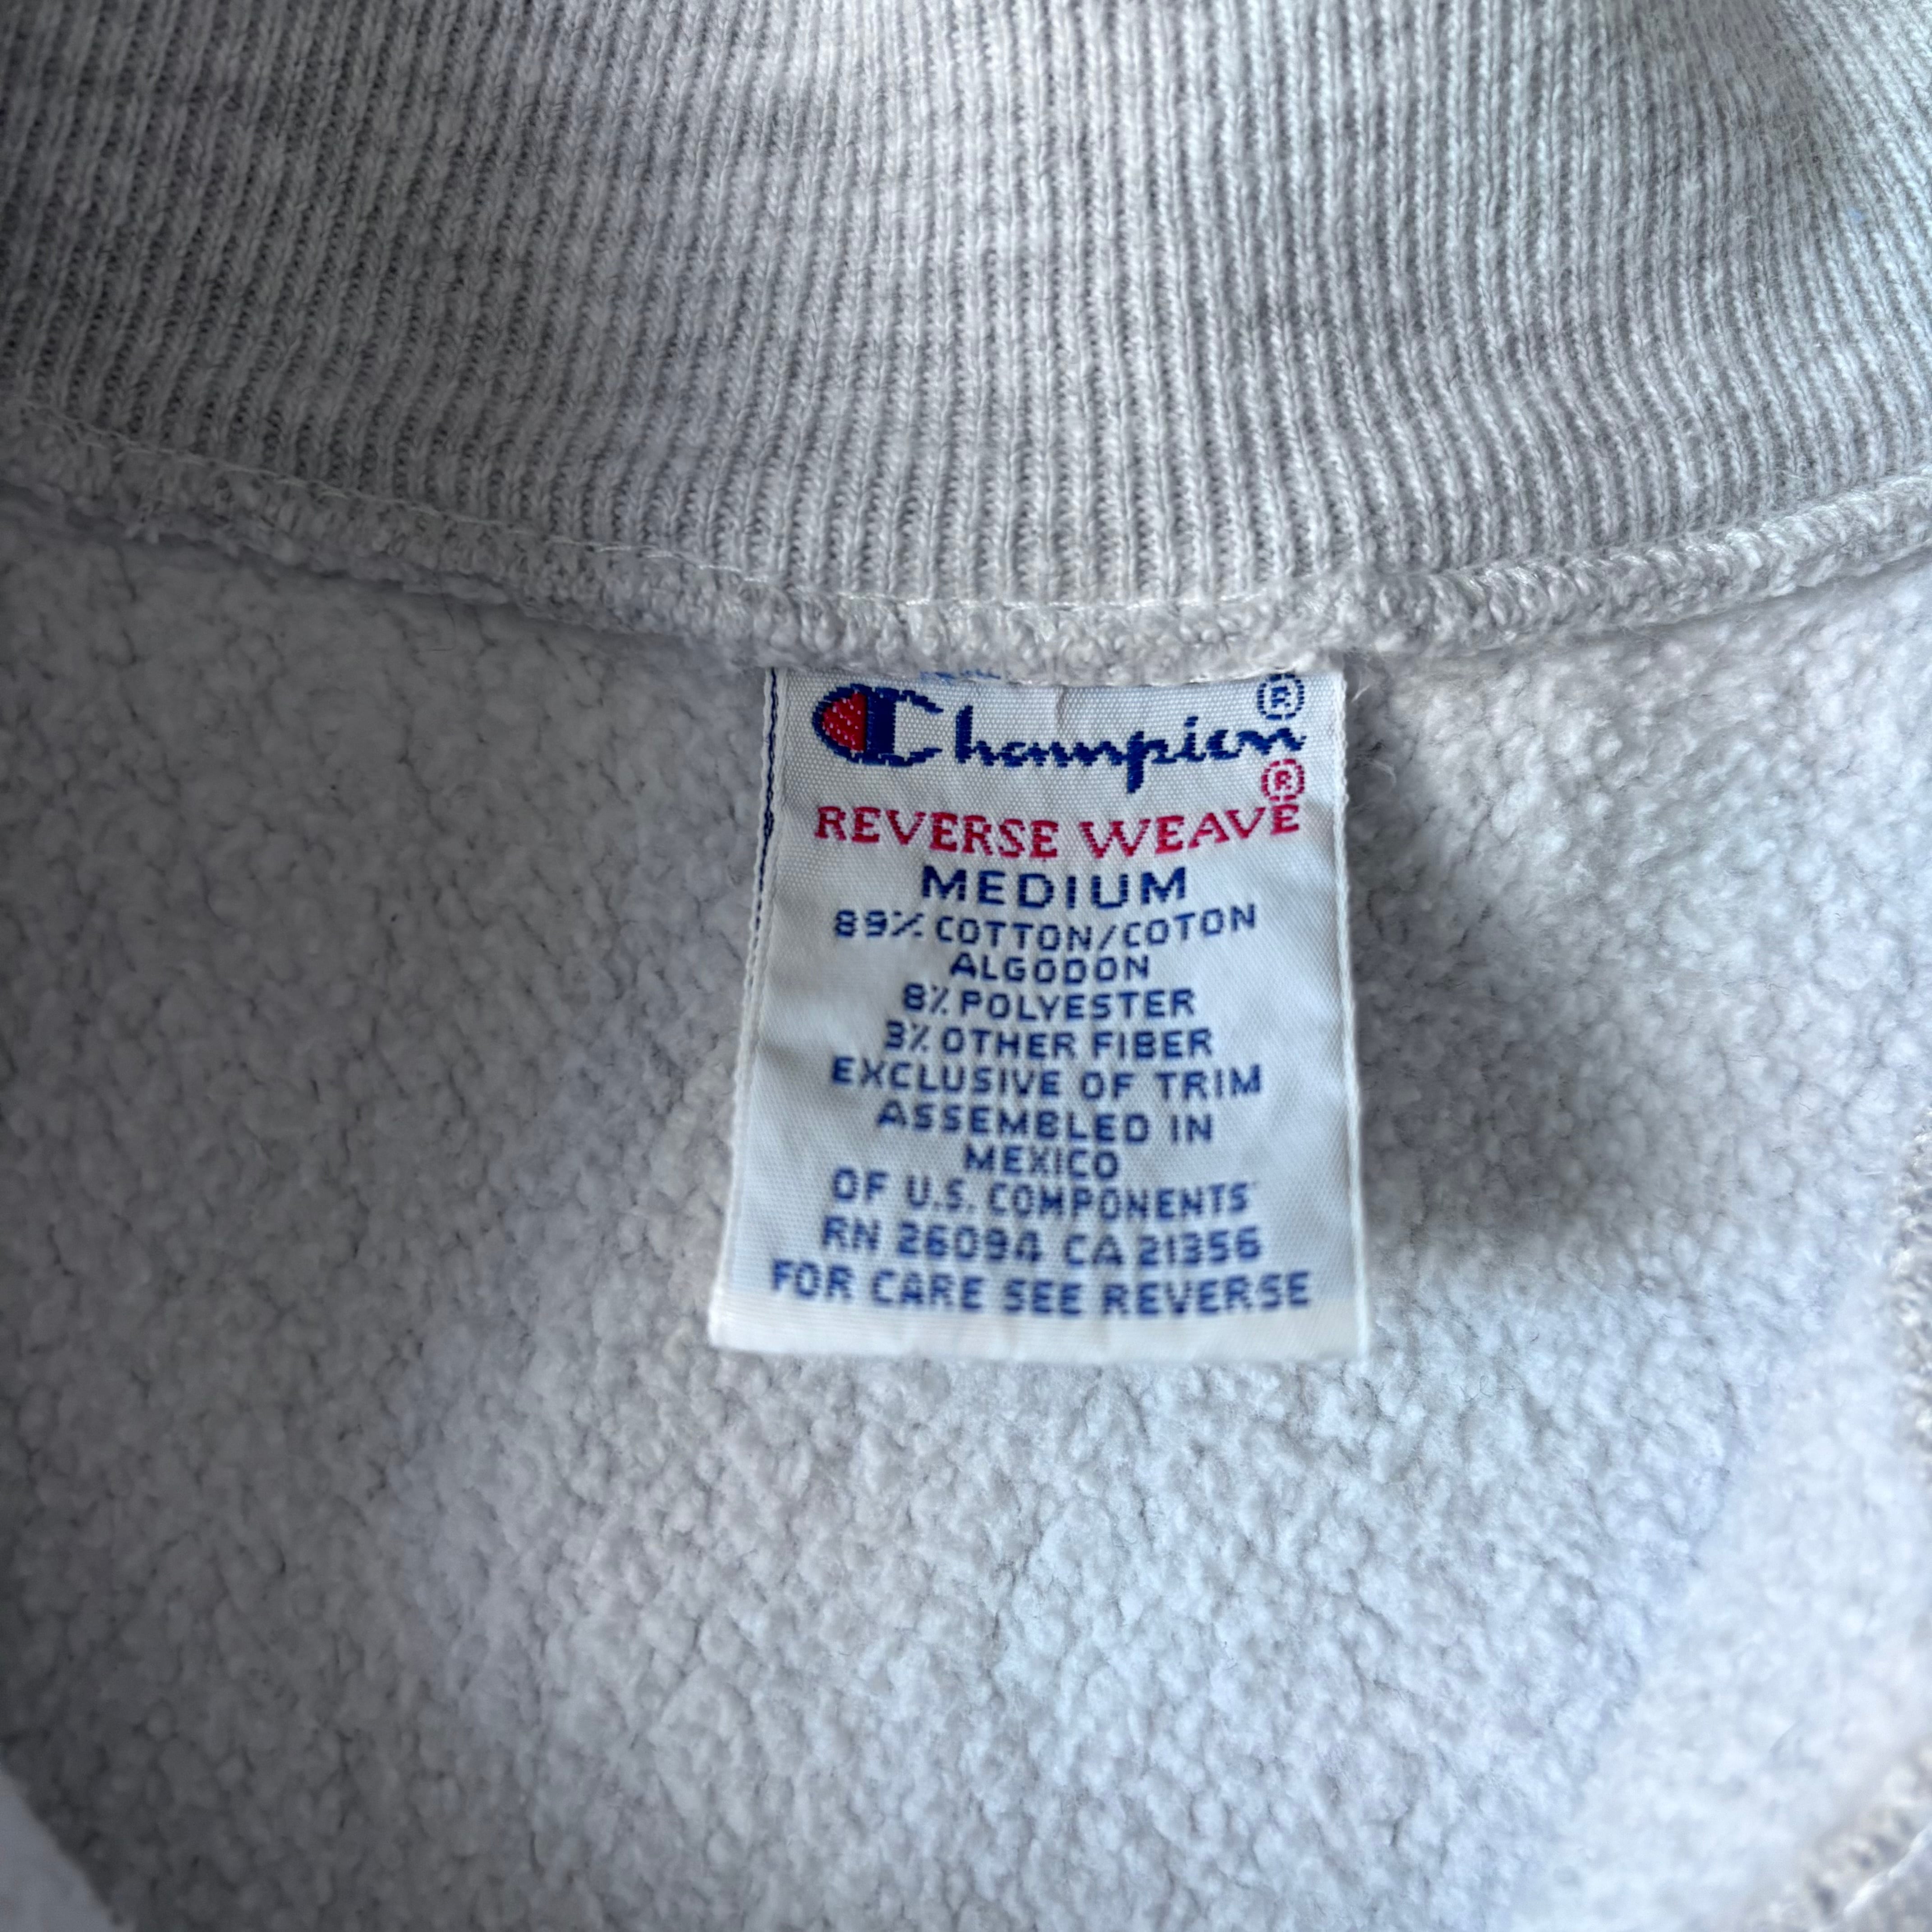 Champion®
REVERSE WEAVE®
MEDIUM
89% COTTON/COTON
ALGODON
8% POLYESTER
3% OTHER FIBER
EXCLUSIVE OF TRIM
ASSEMBLED IN
MEXICO
OF U.S. COMPONENTS
RN 26094 CA 21356
FOR CARE SEE REVERSE